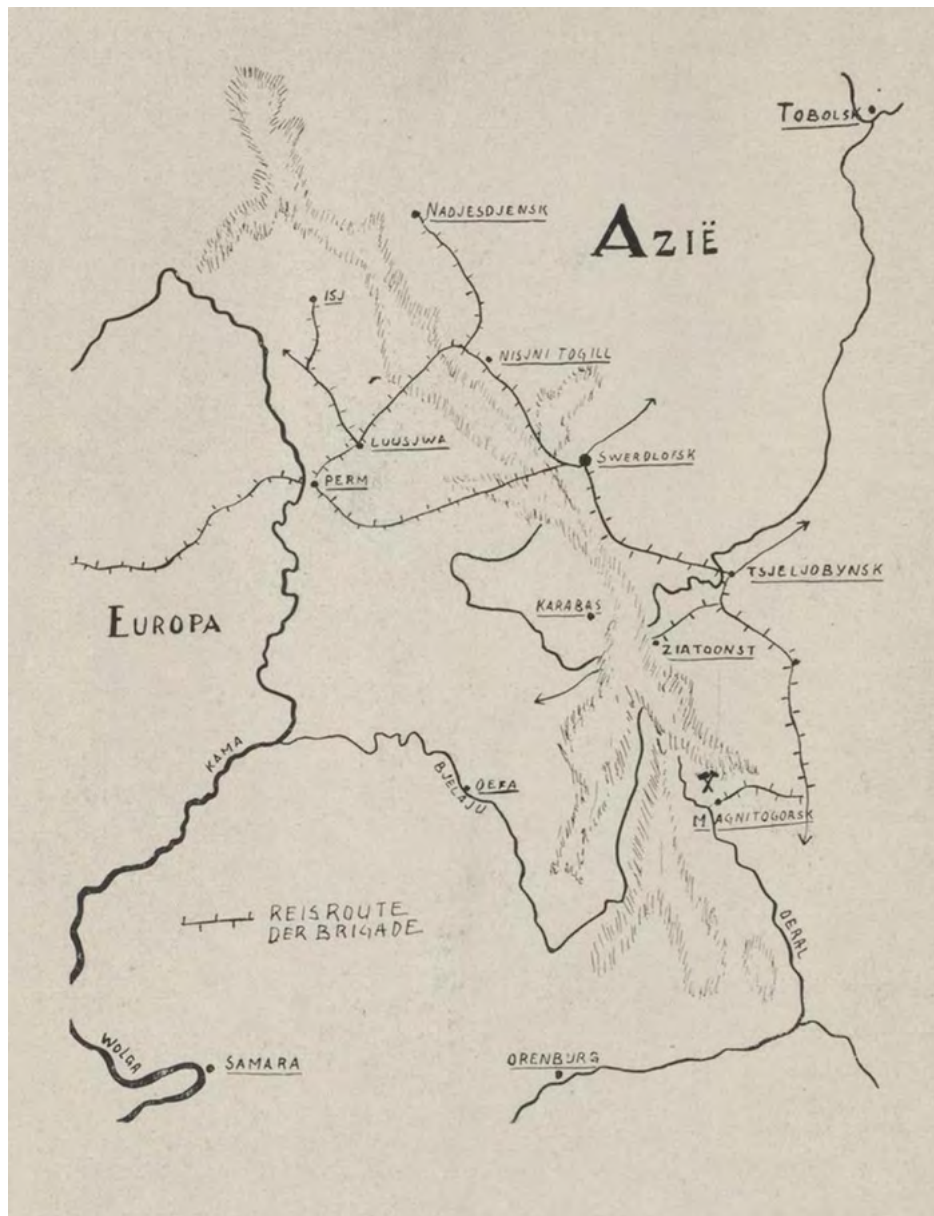 TOBOLSK
NADJESDJENSK
AZIË
ISJ
NISJNI TOGILL
LUUSJWA
SWERDLOFSK
PERM
TSJELJOBYNSK
EUROPA
KARABAS
ZIATOONST
KAMA
BJELAJU
OEFA
MAGNITOGORSK
REISROUTE
DER BRIGADE
OERAL
WOLGA
SAMARA
ORENBURG